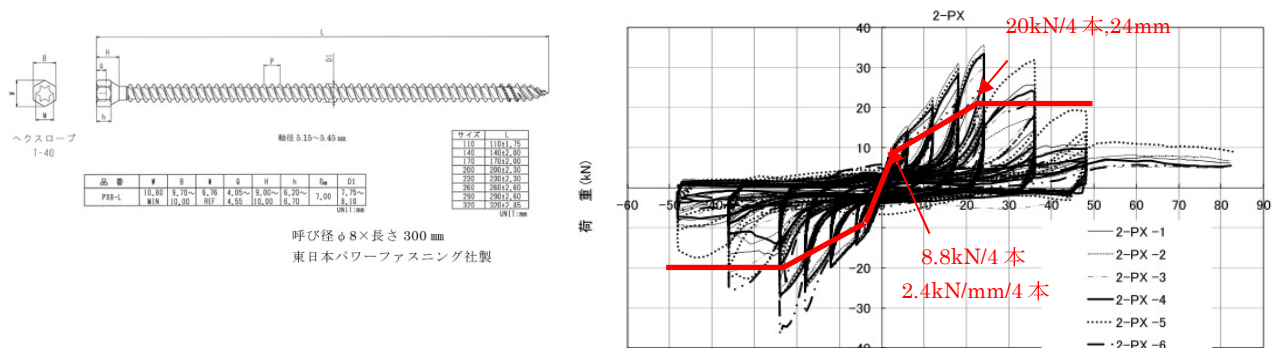 L
B
H
Q
P
D1
W
M
h
ヘクスローブ
T-40
軸径 5.15～5.45 mm
サイズ L
110 110±1.75
140 140±2.00
170 170±2.00
200 200±2.30
230 230±2.30
260 260±2.60
290 290±2.60
320 320±2.85
UNIT:mm
品 番 W B M Q H h D1
PX8-L 10.80 MIN 9.70～10.00 6.76 REF 4.05～4.55 9.00～10.00 6.20～6.70 7.00 7.75～8.10
UNIT:mm
呼び径φ8×長さ 300 mm
東日本パワーファスニング社製
2-PX
20kN/4 本,24mm
荷 重(kN)
40
30
20
10
0
-10
-20
-30
-40
-60 -50 -40 20 30 40 50 60 70 80 90
8.8kN/4 本
2.4kN/mm/4 本
2-PX -1
2-PX -2
2-PX -3
2-PX -4
2-PX -5
2-PX -6